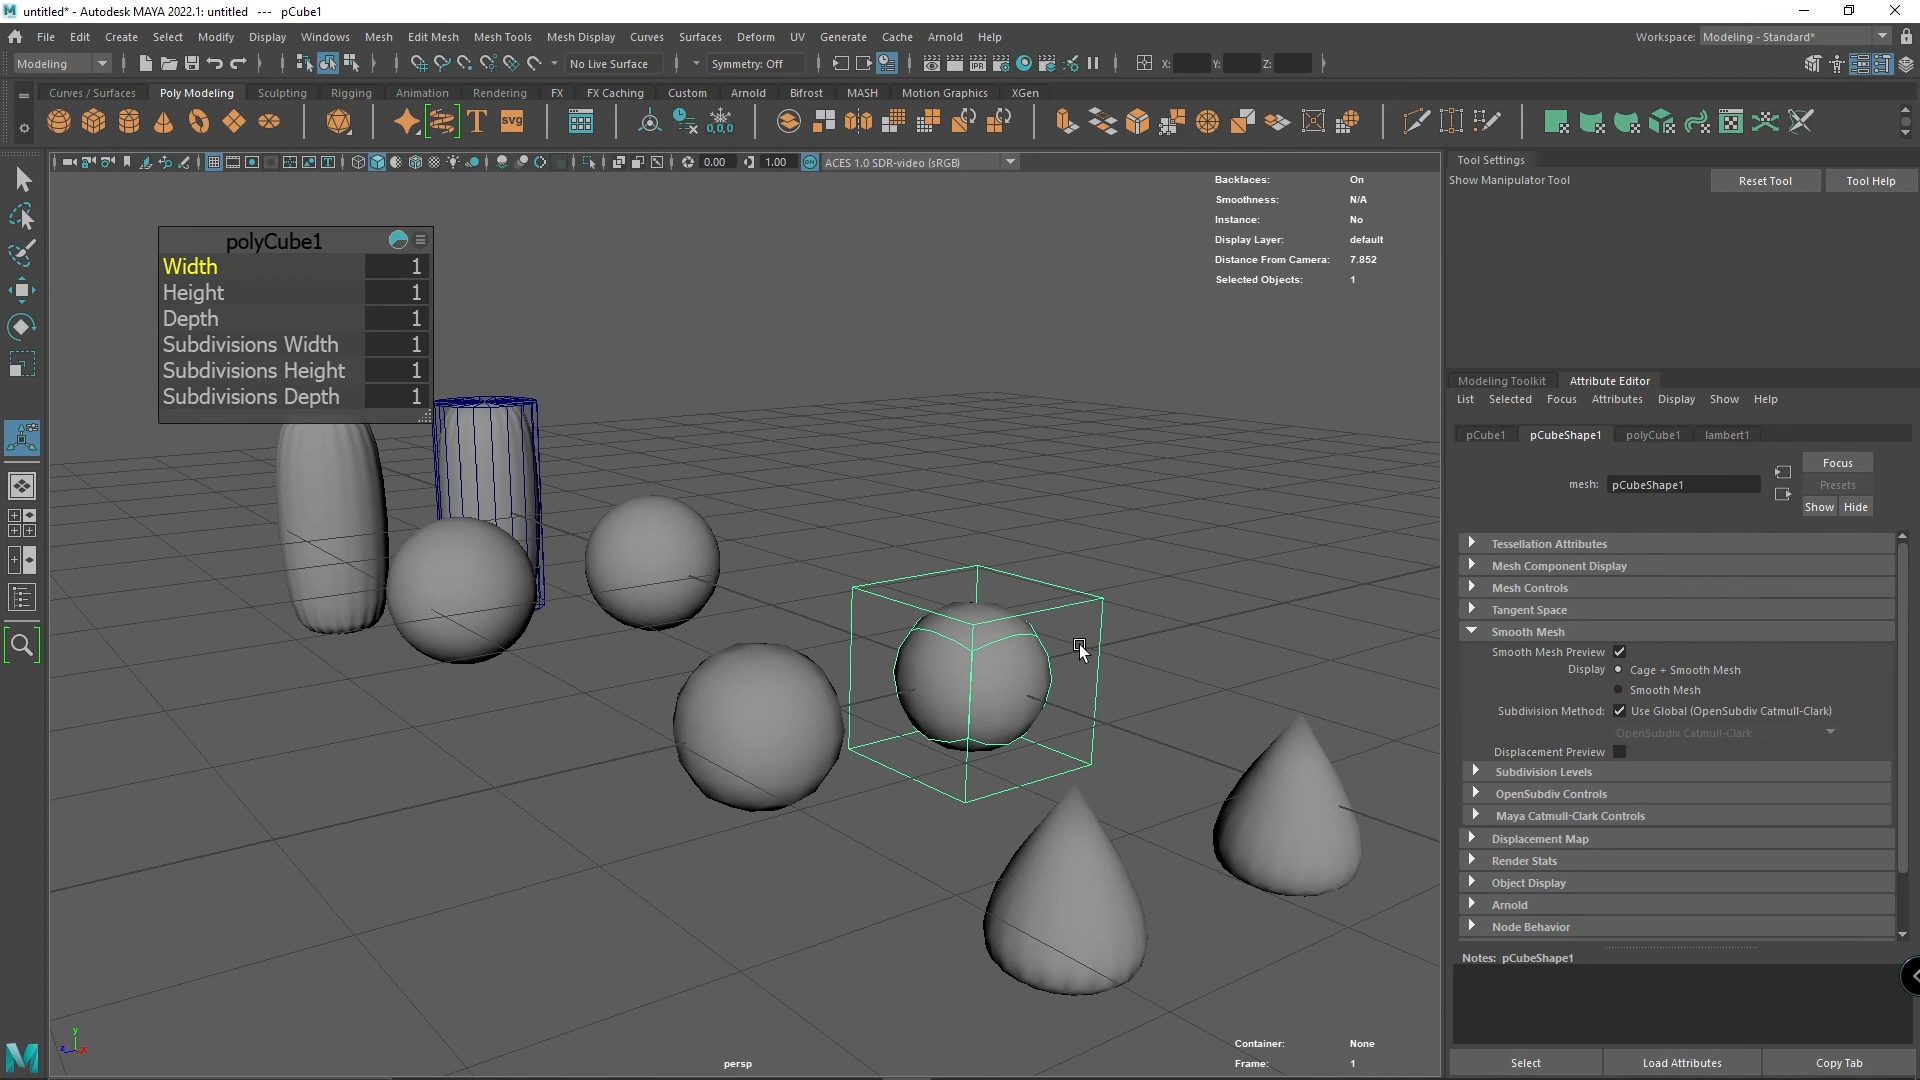 untitled* - Autodesk MAYA 2022.1: untitled --- pCube1
File Edit Create Select Modify Display Windows Mesh Edit Mesh Mesh Tools Mesh Display Curves Surfaces Deform UV Generate Cache Arnold Help Workspace: Modeling - Standard*
Modeling No Live Surface Symmetry: Off X: Y: Z:
Curves / Surfaces Poly Modeling Sculpting Rigging Animation Rendering FX FX Caching Custom Arnold Bifrost MASH Motion Graphics XGen
T svg 0,0,0
IPR
0.00 1.00 ON ACES 1.0 SDR-video (sRGB)
Backfaces: On
Smoothness: N/A
Instance: No
Display Layer: default
Distance From Camera: 7.852
Selected Objects: 1
polyCube1
Width 1
Height 1
Depth 1
Subdivisions Width 1
Subdivisions Height 1
Subdivisions Depth 1
Container: None
Frame: 1
persp
y
z x
M
Tool Settings
Show Manipulator Tool Reset Tool Tool Help
Modeling Toolkit Attribute Editor
List Selected Focus Attributes Display Show Help
pCube1 pCubeShape1 polyCube1 lambert1
Focus
mesh: pCubeShape1 Presets
Show Hide
Tessellation Attributes
Mesh Component Display
Mesh Controls
Tangent Space
Smooth Mesh
Smooth Mesh Preview
Display Cage + Smooth Mesh
Smooth Mesh
Subdivision Method: Use Global (OpenSubdiv Catmull-Clark)
OpenSubdiv Catmull-Clark
Displacement Preview
Subdivision Levels
OpenSubdiv Controls
Maya Catmull-Clark Controls
Displacement Map
Render Stats
Object Display
Arnold
Node Behavior
Notes: pCubeShape1
Select Load Attributes Copy Tab